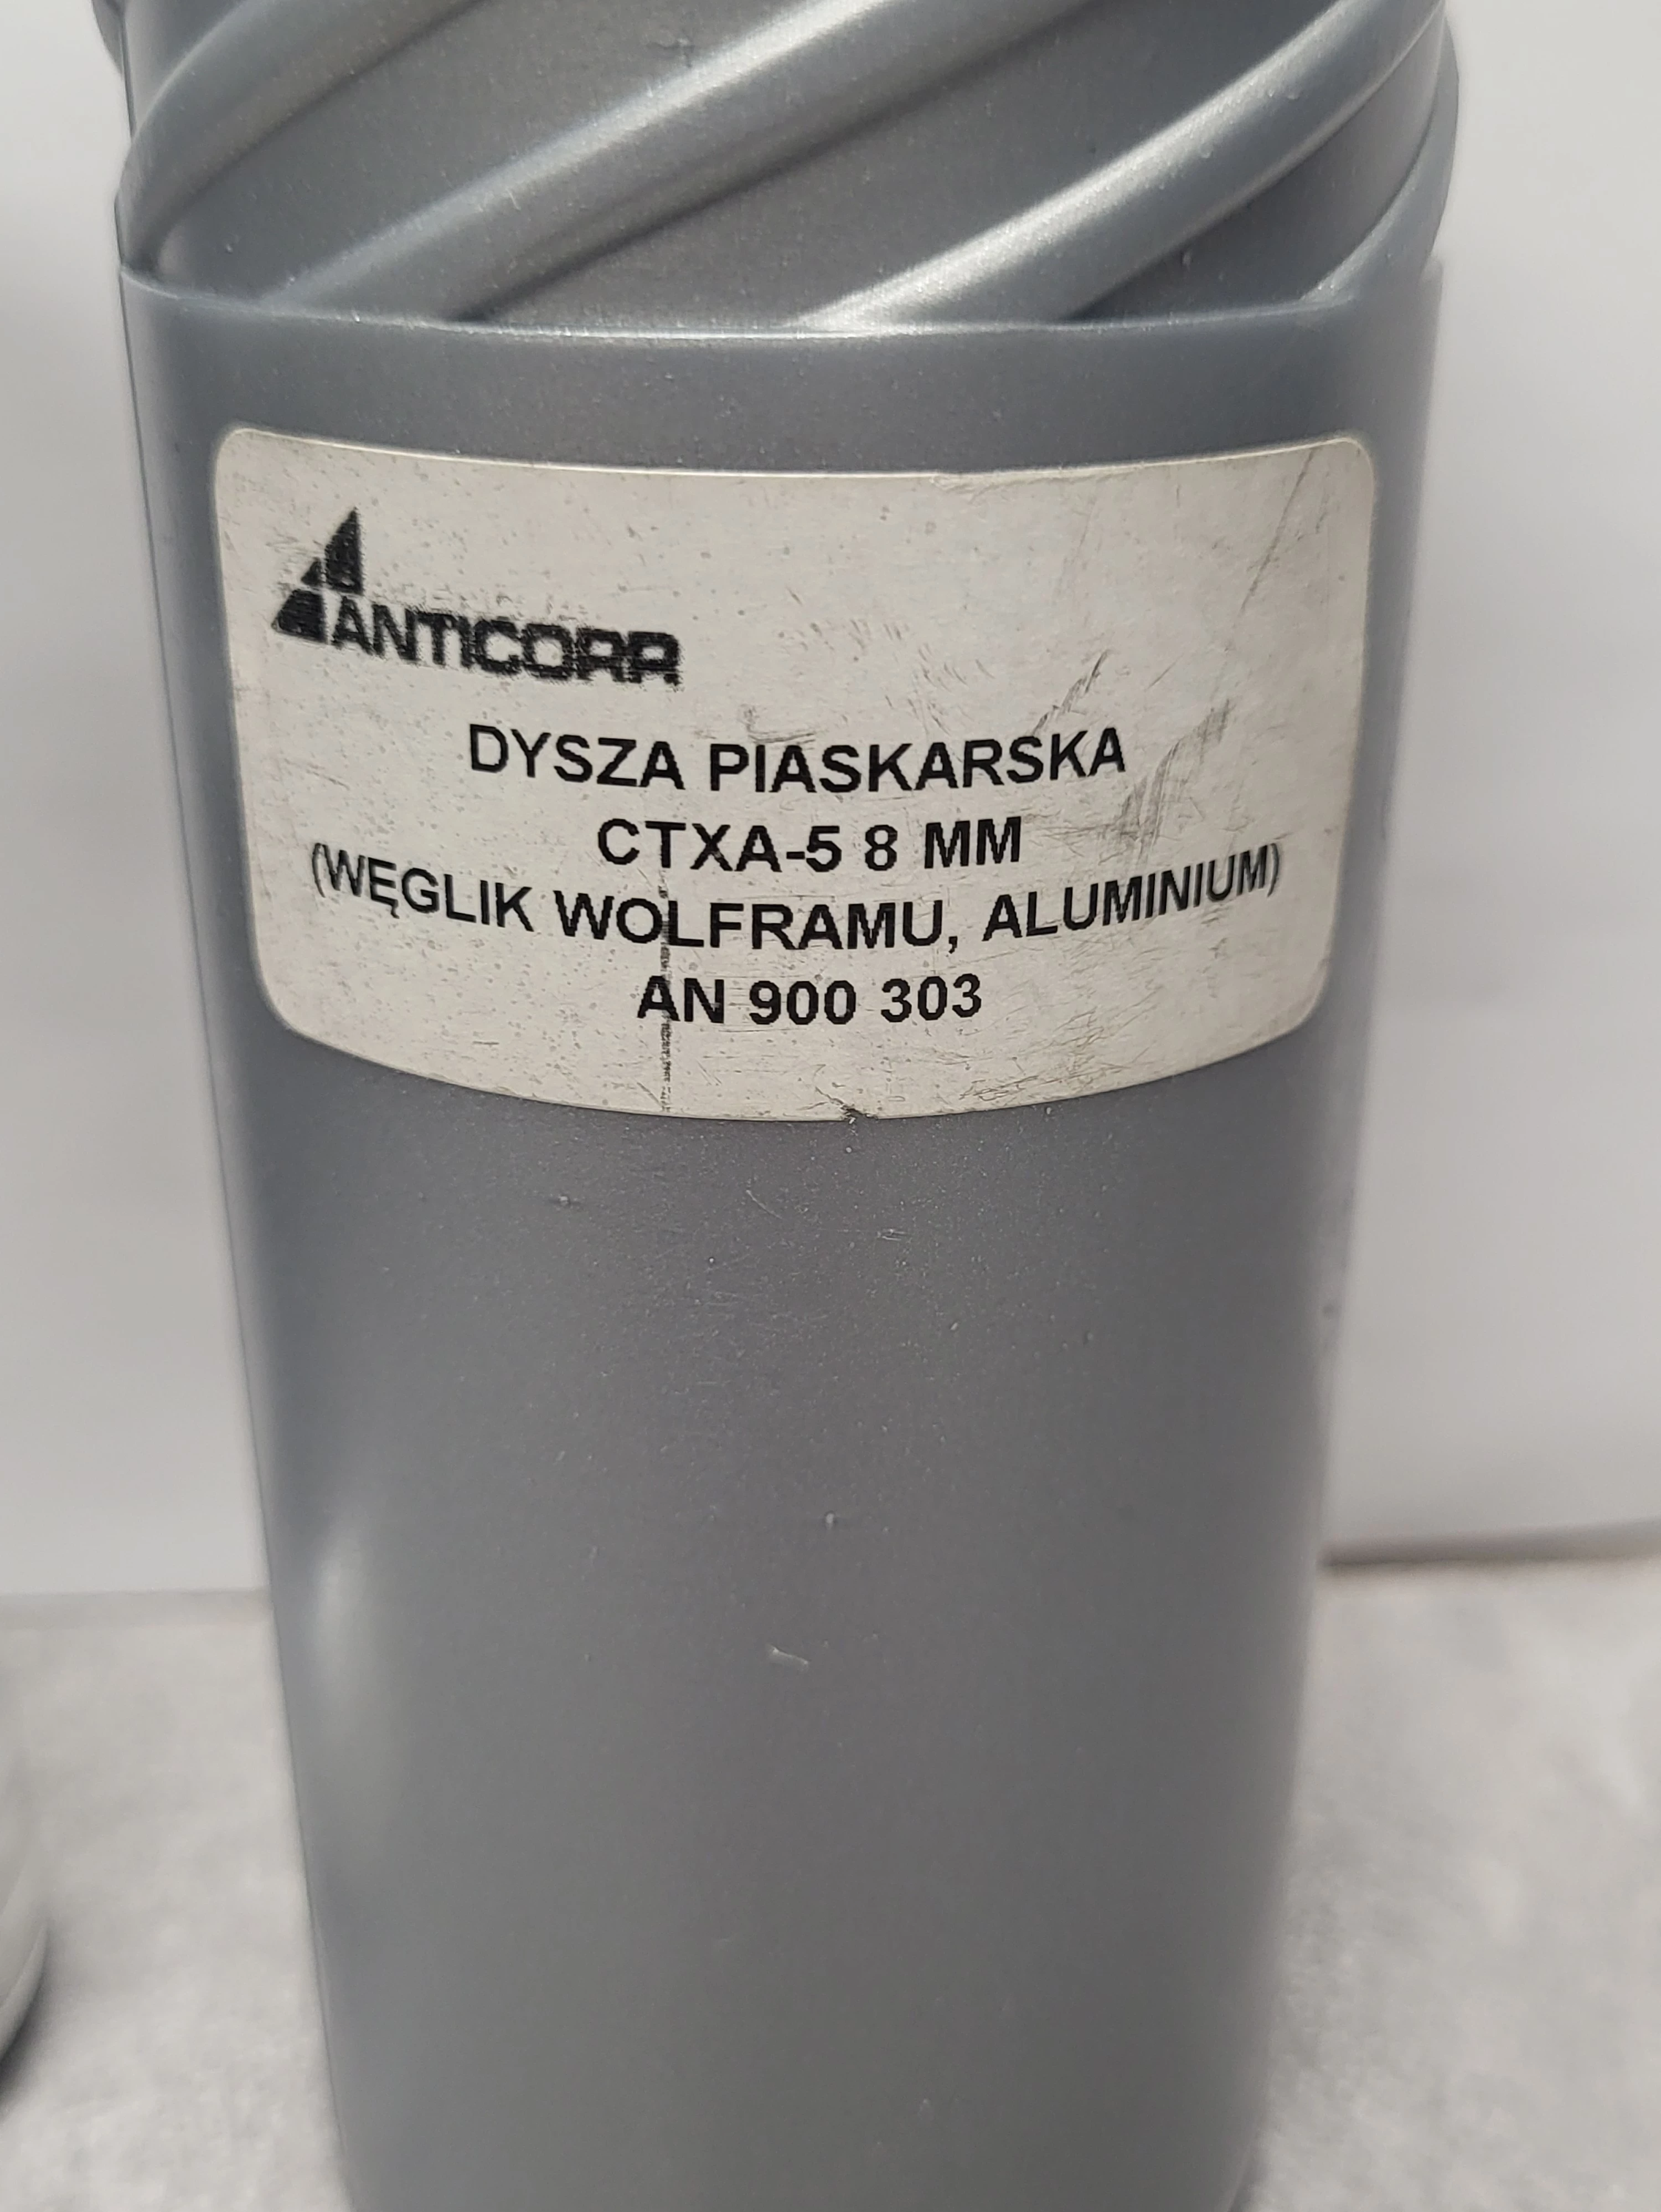 ANTICORR
DYSZA PIASKARSKA
CTXA-5 8 MM
(WĘGLIK WOLFRAMU, ALUMINIUM)
AN 900 303